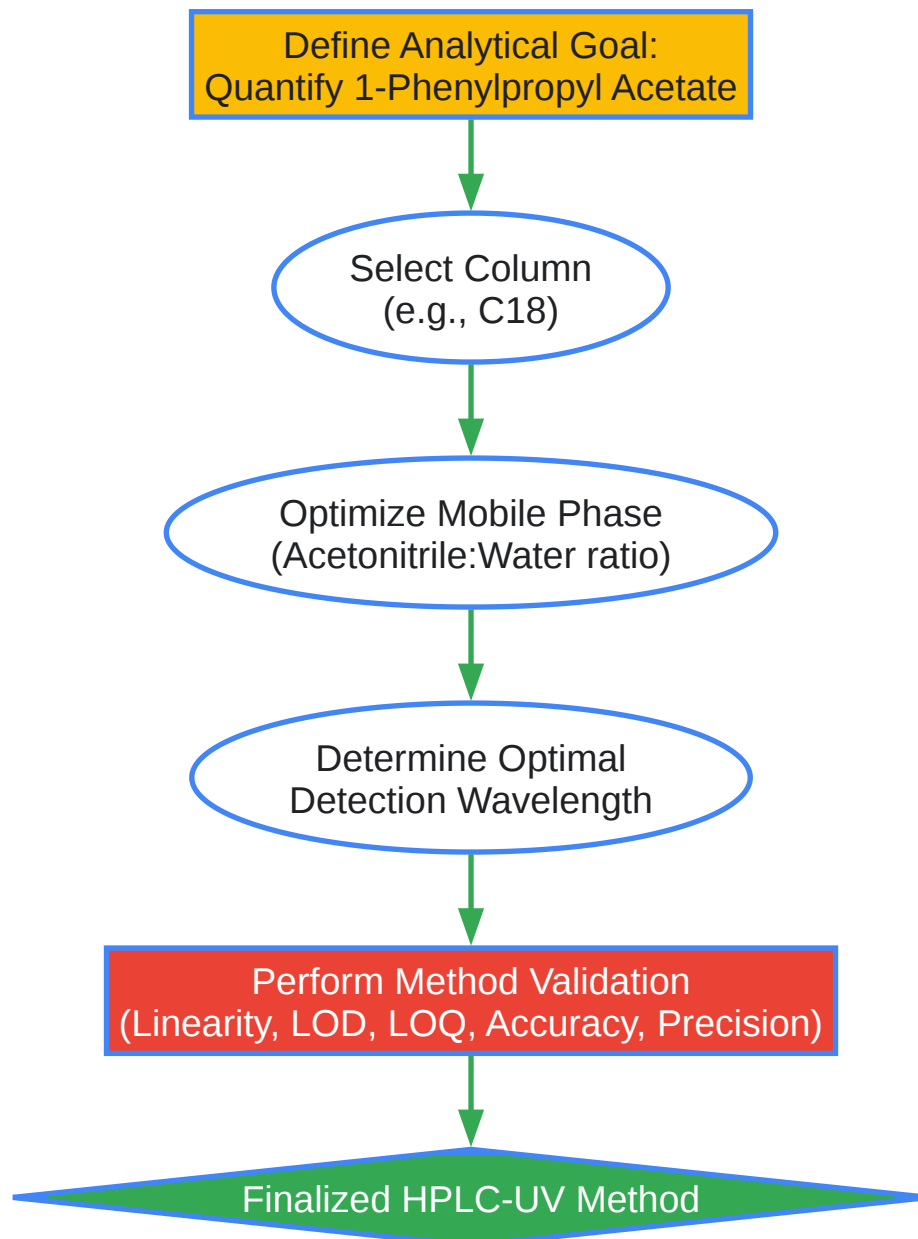 Define Analytical Goal:
Quantify 1-Phenylpropyl Acetate
Select Column
(e.g., C18)
Optimize Mobile Phase
(Acetonitrile:Water ratio)
Determine Optimal
Detection Wavelength
Perform Method Validation
(Linearity, LOD, LOQ, Accuracy, Precision)
Finalized HPLC-UV Method